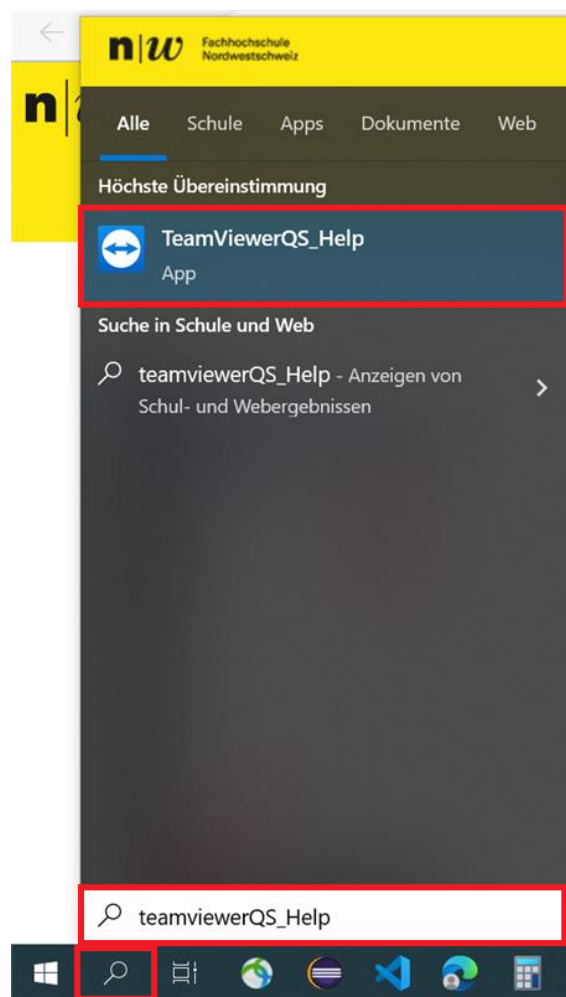 n|w Fachhochschule
Nordwestschweiz
n|
Alle Schule Apps Dokumente Web
Höchste Übereinstimmung
TeamViewerQS_Help
App
Suche in Schule und Web
teamviewerQS_Help - Anzeigen von
Schul- und Webergebnissen
teamviewerQS_Help